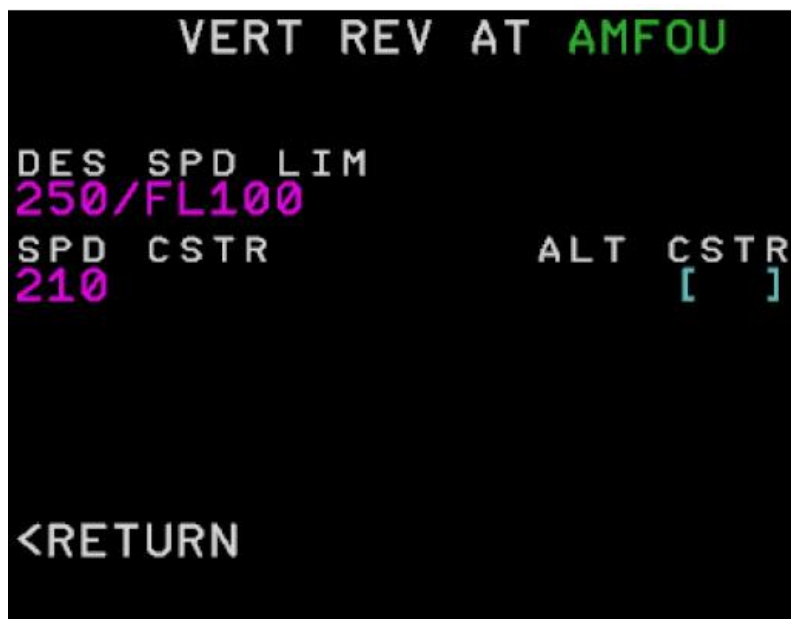 VERT REV AT AMFOU
DES SPD LIM
250/FL100
SPD CSTR ALT CSTR
210 [ ]
<RETURN